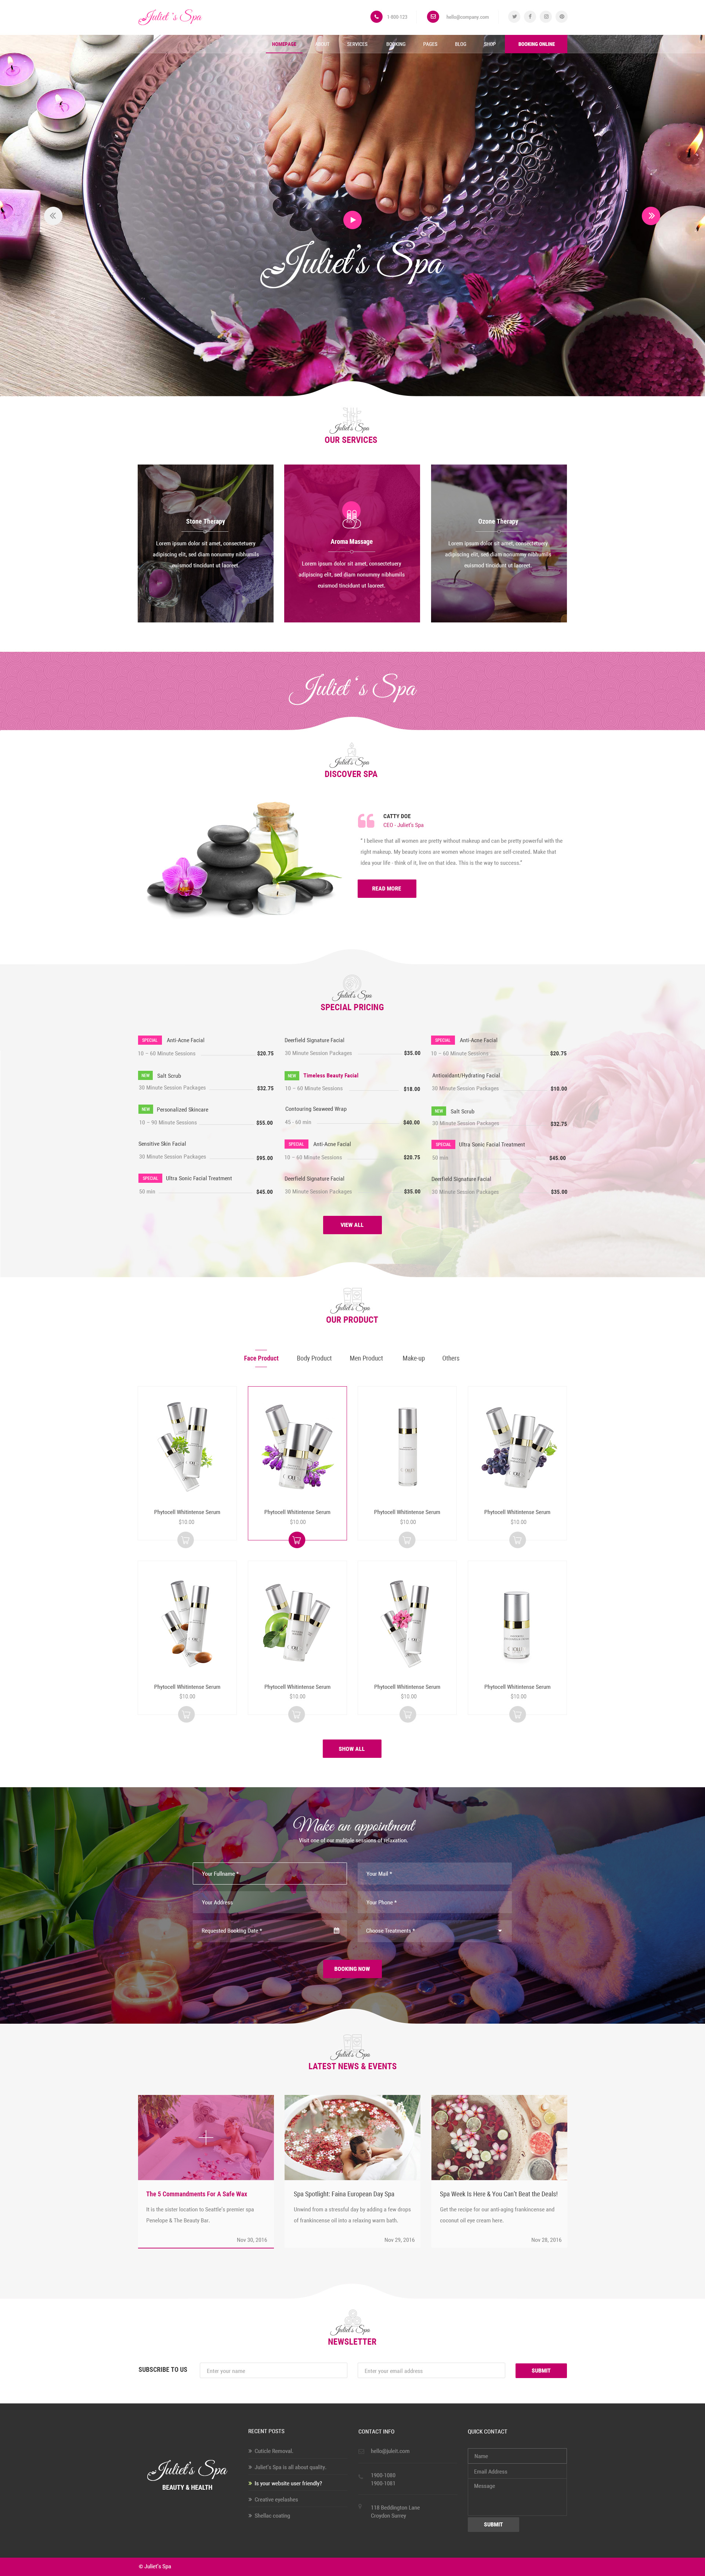 Juliet 's Spa
1-800-123
hello@company.com
HOMEPAGE ABOUT SERVICES BOOKING PAGES BLOG SHOP BOOKING ONLINE
Juliet's Spa
Juliet's Spa
OUR SERVICES
Stone Therapy
Lorem ipsum dolor sit amet, consectetuery
adipiscing elit, sed diam nonummy nibhumils
euismod tincidunt ut laoreet.
Aroma Massage
Lorem ipsum dolor sit amet, consectetuery
adipiscing elit, sed diam nonummy nibhumils
euismod tincidunt ut laoreet.
Ozone Therapy
Lorem ipsum dolor sit amet, consectetuery
adipiscing elit, sed diam nonummy nibhumils
euismod tincidunt ut laoreet.
Juliet 's Spa
Juliet's Spa
DISCOVER SPA
CATTY DOE
CEO - Juliet's Spa
" I believe that all women are pretty without makeup and can be pretty powerful with the
right makeup. My beauty icons are women whose images are self-created. Make that
idea your life - think of it, live on that idea. This is the way to success."
READ MORE
Juliet's Spa
SPECIAL PRICING
SPECIAL Anti-Acne Facial
10 – 60 Minute Sessions $20.75
NEW Salt Scrub
30 Minute Session Packages $32.75
NEW Personalized Skincare
10 – 90 Minute Sessions $55.00
Sensitive Skin Facial
30 Minute Session Packages $95.00
SPECIAL Ultra Sonic Facial Treatment
50 min $45.00
Deerfield Signature Facial
30 Minute Session Packages $35.00
NEW Timeless Beauty Facial
10 – 60 Minute Sessions $18.00
Contouring Seaweed Wrap
45 - 60 min $40.00
SPECIAL Anti-Acne Facial
10 – 60 Minute Sessions $20.75
Deerfield Signature Facial
30 Minute Session Packages $35.00
SPECIAL Anti-Acne Facial
10 – 60 Minute Sessions $20.75
Antioxidant/Hydrating Facial
30 Minute Session Packages $10.00
NEW Salt Scrub
30 Minute Session Packages $32.75
SPECIAL Ultra Sonic Facial Treatment
50 min $45.00
Deerfield Signature Facial
30 Minute Session Packages $35.00
VIEW ALL
Juliet's Spa
OUR PRODUCT
Face Product Body Product Men Product Make-up Others
Phytocell Whitintense Serum
$10.00
Phytocell Whitintense Serum
$10.00
Phytocell Whitintense Serum
$10.00
Phytocell Whitintense Serum
$10.00
Phytocell Whitintense Serum
$10.00
Phytocell Whitintense Serum
$10.00
Phytocell Whitintense Serum
$10.00
Phytocell Whitintense Serum
$10.00
SHOW ALL
Make an appointment
Visit one of our multiple sessions of relaxation.
Your Fullname * Your Mail *
Your Address Your Phone *
Requested Booking Date * Choose Treatments *
BOOKING NOW
Juliet's Spa
LATEST NEWS & EVENTS
The 5 Commandments For A Safe Wax
It is the sister location to Seattle's premier spa
Penelope & The Beauty Bar.
Nov 30, 2016
Spa Spotlight: Faina European Day Spa
Unwind from a stressful day by adding a few drops
of frankincense oil into a relaxing warm bath.
Nov 29, 2016
Spa Week Is Here & You Can't Beat the Deals!
Get the recipe for our anti-aging frankincense and
coconut oil eye cream here.
Nov 28, 2016
Juliet's Spa
NEWSLETTER
SUBSCRIBE TO US Enter your name Enter your email address SUBMIT
Juliet's Spa
BEAUTY & HEALTH
RECENT POSTS
Cuticle Removal.
Juliet's Spa is all about quality.
Is your website user friendly?
Creative eyelashes
Shellac coating
CONTACT INFO
hello@juliet.com
1900-1080
1900-1081
118 Beddington Lane
Croydon Surrey
QUICK CONTACT
Name
Email Address
Message
SUBMIT
© Juliet's Spa